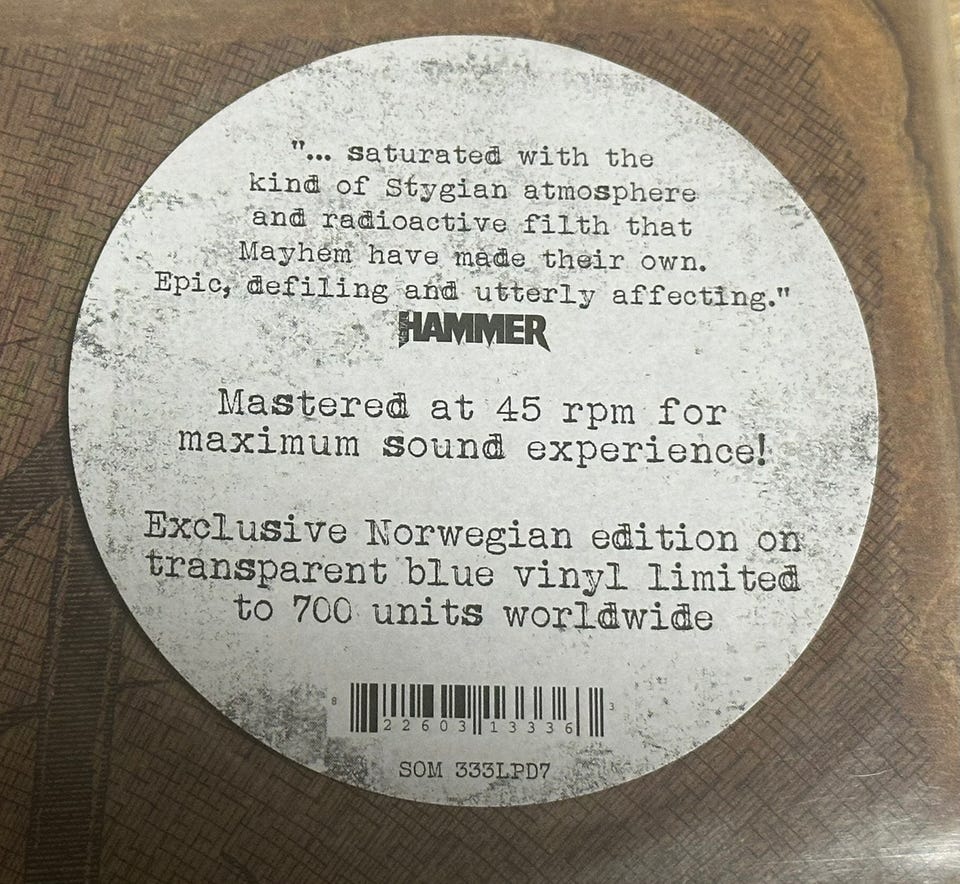 "... saturated with the
kind of Stygian atmosphere
and radioactive filth that
Mayhem have made their own.
Epic, defiling and utterly affecting."
HAMMER
Mastered at 45 rpm for
maximum sound experience!
Exclusive Norwegian edition on
transparent blue vinyl limited
to 700 units worldwide
8 22603 13336 3
SOM 333LPD7